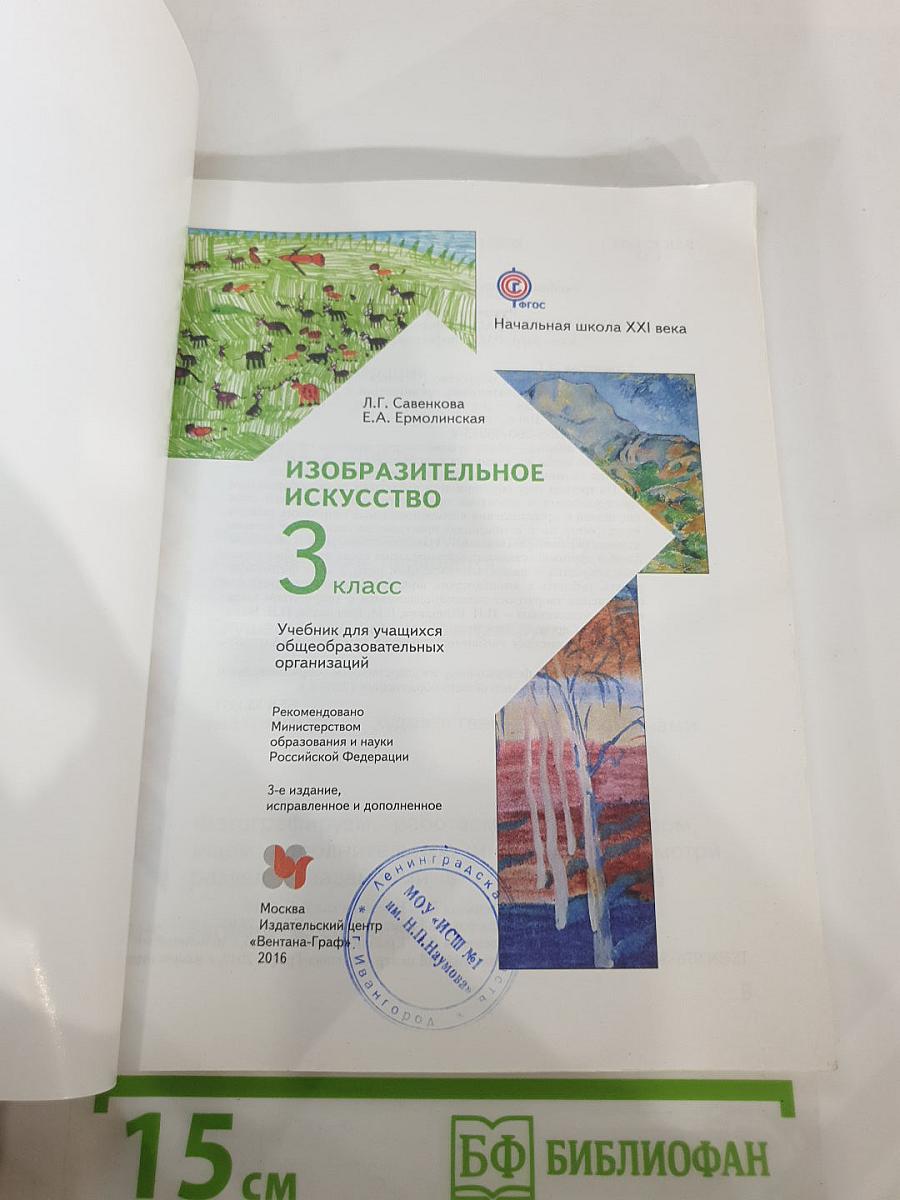 ФГОС
Начальная школа XXI века
Л.Г. Савенкова
Е.А. Ермолинская
ИЗОБРАЗИТЕЛЬНОЕ
ИСКУССТВО
3 класс
Учебник для учащихся
общеобразовательных
организаций
Рекомендовано
Министерством
образования и науки
Российской Федерации
3-е издание,
исправленное и дополненное
Москва
Издательский центр
«Вентана-Граф»
2016
* Ленинградская
сть * г. Ивангород
МОУ «ИСШ №1
им. Н.П.Наумова»
15 см
БФ БИБЛИОФАН